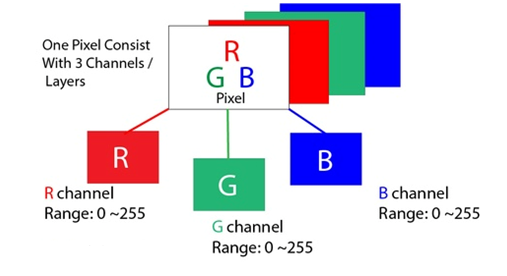 One Pixel Consist
With 3 Channels /
Layers
R
G B
Pixel
R
G
B
R channel
Range: 0 ~255
G channel
Range: 0 ~255
B channel
Range: 0 ~255